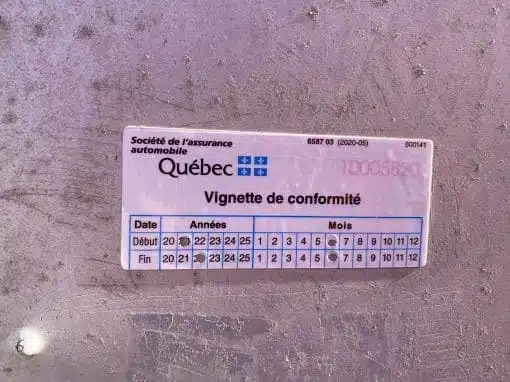 Société de l'assurance automobile
6587 03 (2020-05)
600141
Québec
10005820
Vignette de conformité
Date Années Mois
Début 20 22 23 24 25 1 2 3 4 5 7 8 9 10 11 12
Fin 20 21 23 24 25 1 2 3 4 5 7 8 9 10 11 12